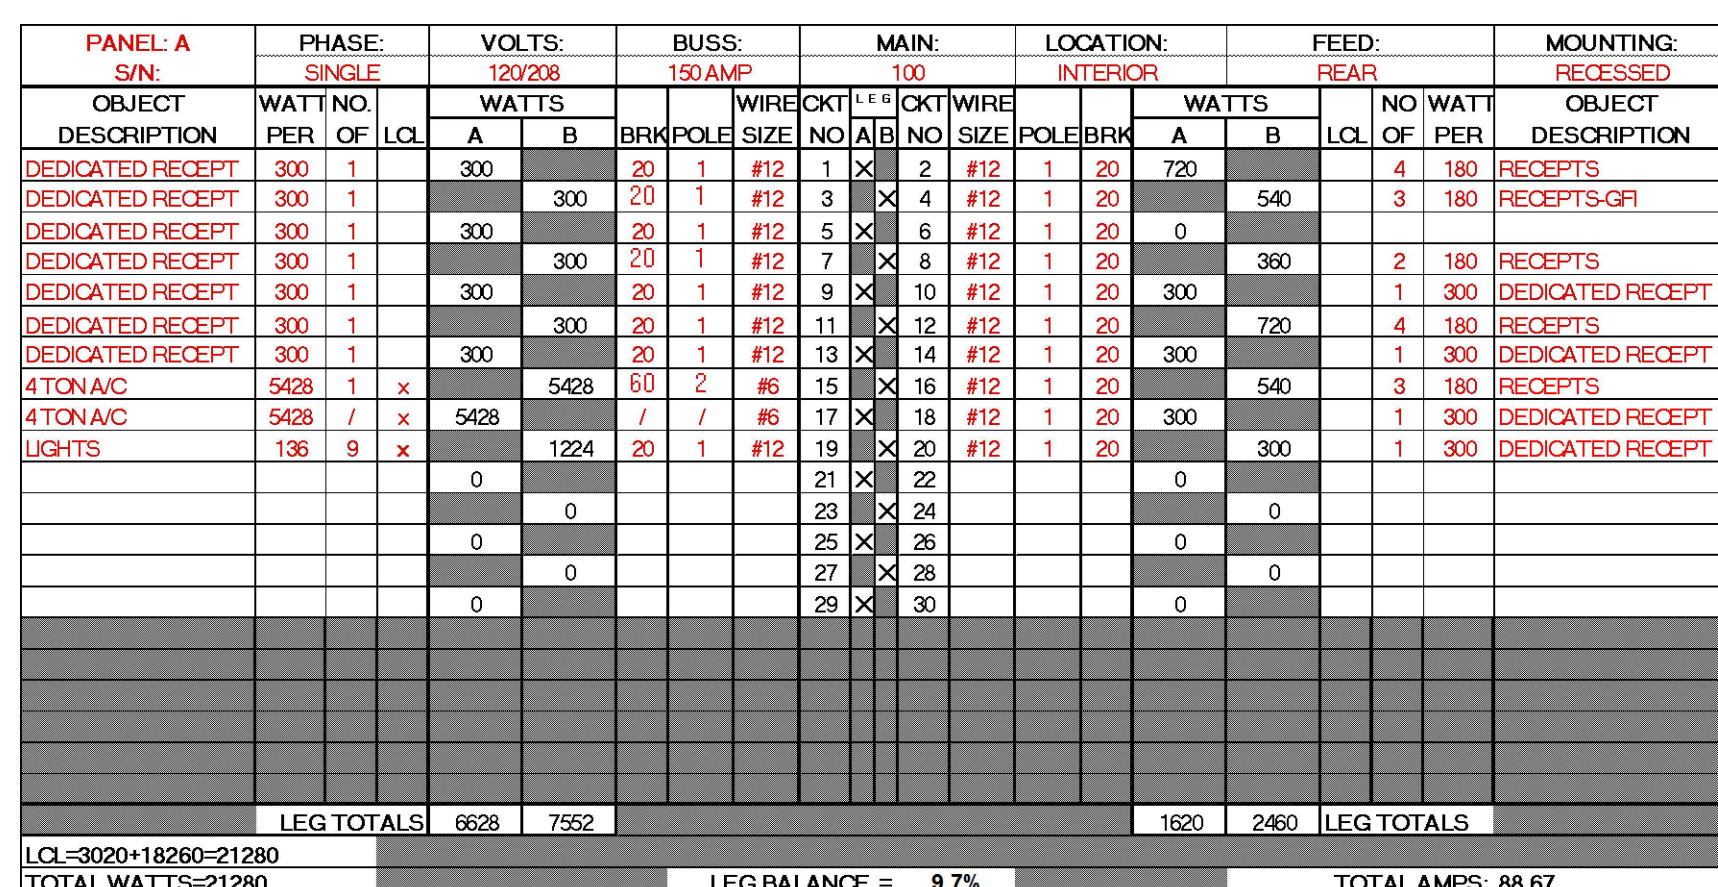 PANEL: A PHASE: VOLTS: BUSS: MAIN: LOCATION: FEED: MOUNTING:
S/N: SINGLE 120/208 150 AMP 100 INTERIOR REAR RECESSED
OBJECT WATT NO. WATTS WIRE CKT LEG CKT WIRE WATTS NO WATT OBJECT
DESCRIPTION PER OF LCL A B BRK POLE SIZE NO A B NO SIZE POLE BRK A B LCL OF PER DESCRIPTION
DEDICATED RECEPT 300 1 300 20 1 #12 1 X 2 #12 1 20 720 4 180 RECEPTS
DEDICATED RECEPT 300 1 300 20 1 #12 3 X 4 #12 1 20 540 3 180 RECEPTS-GFI
DEDICATED RECEPT 300 1 300 20 1 #12 5 X 6 #12 1 20 0
DEDICATED RECEPT 300 1 300 20 1 #12 7 X 8 #12 1 20 360 2 180 RECEPTS
DEDICATED RECEPT 300 1 300 20 1 #12 9 X 10 #12 1 20 300 1 300 DEDICATED RECEPT
DEDICATED RECEPT 300 1 300 20 1 #12 11 X 12 #12 1 20 720 4 180 RECEPTS
DEDICATED RECEPT 300 1 300 20 1 #12 13 X 14 #12 1 20 300 1 300 DEDICATED RECEPT
4 TON A/C 5428 1 x 5428 60 2 #6 15 X 16 #12 1 20 540 3 180 RECEPTS
4 TON A/C 5428 / x 5428 / / #6 17 X 18 #12 1 20 300 1 300 DEDICATED RECEPT
LIGHTS 136 9 x 1224 20 1 #12 19 X 20 #12 1 20 300 1 300 DEDICATED RECEPT
0 21 X 22 0
0 23 X 24 0
0 25 X 26 0
0 27 X 28 0
0 29 X 30 0
LEG TOTALS 6628 7552 1620 2460 LEG TOTALS
LCL=3020+18260=21280
TOTAL WATTS=21280 LEG BALANCE = 9.7% TOTAL AMPS: 88.67